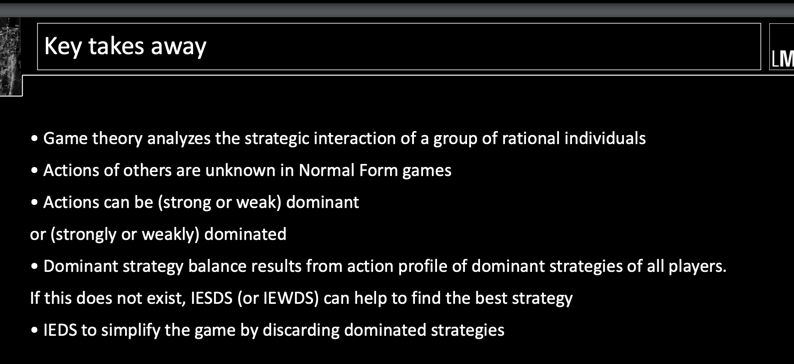 Key takes away
LM
• Game theory analyzes the strategic interaction of a group of rational individuals
• Actions of others are unknown in Normal Form games
• Actions can be (strong or weak) dominant
or (strongly or weakly) dominated
• Dominant strategy balance results from action profile of dominant strategies of all players.
If this does not exist, IESDS (or IEWDS) can help to find the best strategy
• IEDS to simplify the game by discarding dominated strategies